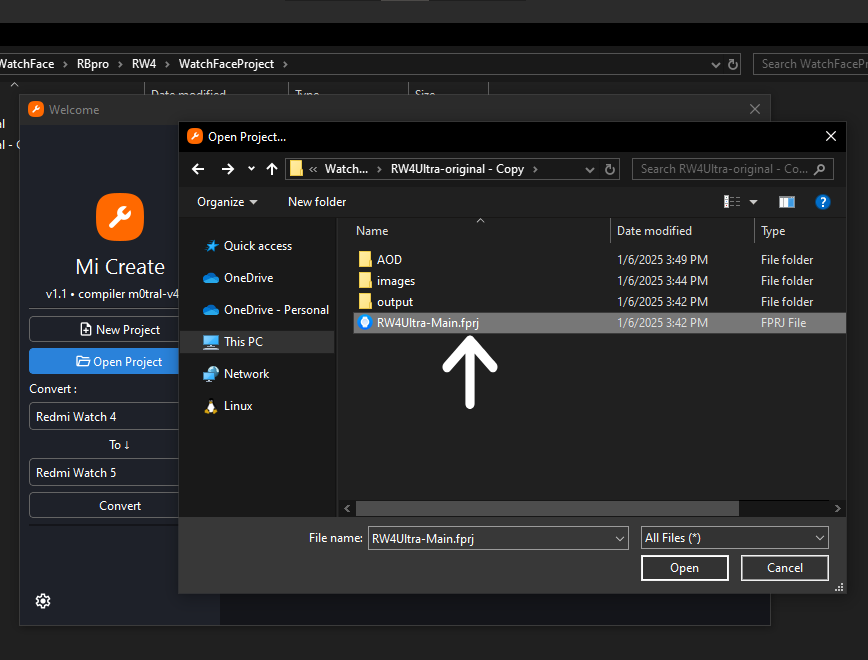 WatchFace > RBpro > RW4 > WatchFaceProject >
Search WatchFacePr
Date modified Type Size
Welcome
Open Project...
« Watch... > RW4Ultra-original - Copy >
Search RW4Ultra-original - Co...
Organize
New folder
?
Name
Date modified
Type
Quick access
OneDrive
OneDrive - Personal
This PC
Network
Linux
AOD 1/6/2025 3:49 PM File folder
images 1/6/2025 3:44 PM File folder
output 1/6/2025 3:42 PM File folder
RW4Ultra-Main.fprj 1/6/2025 3:42 PM FPRJ File
Mi Create
v1.1 • compiler m0tral-v4
New Project
Open Project
Convert :
Redmi Watch 4
To ↓
Redmi Watch 5
Convert
File name: RW4Ultra-Main.fprj
All Files (*)
Open
Cancel